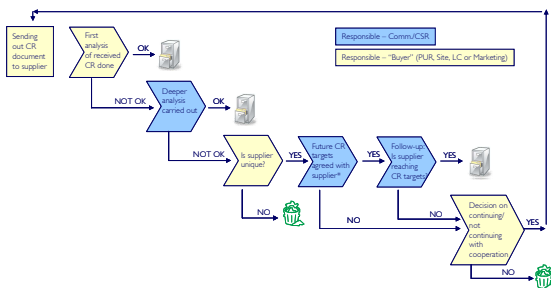 Sending
out CR
document
to supplier
First
analysis
of received
CR done
OK
NOT OK
Responsible – Comm./CSR
Responsible – "Buyer" (PUR, Site, LC or Marketing)
Deeper
analysis
carried out
OK
NOT OK
Is supplier
unique?
YES
NO
Future CR
targets
agreed with
supplier*
YES
NO
Follow-up:
Is supplier
reaching
CR targets?
YES
NO
Decision on
continuing/
not
continuing
with
cooperation
YES
NO